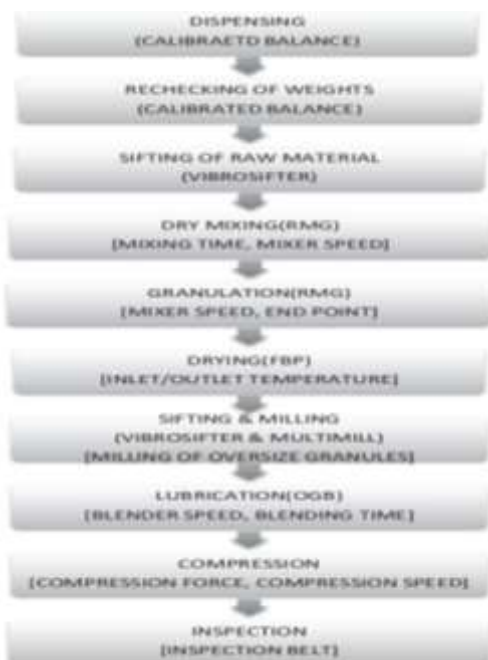 DISPENSING
(CALIBRAETD BALANCE)
RECHECKING OF WEIGHTS
(CALIBRATED BALANCE)
SIFTING OF RAW MATERIAL
(VIBROSIFTER)
DRY MIXING(RMG)
[MIXING TIME, MIXER SPEED]
GRANULATION(RMG)
[MIXER SPEED, END POINT]
DRYING(FBP)
[INLET/OUTLET TEMPERATURE]
SIFTING & MILLING
(VIBROSIFTER & MULTIMILL)
[MILLING OF OVERSIZE GRANULES]
LUBRICATION(OGB)
[BLENDER SPEED, BLENDING TIME]
COMPRESSION
[COMPRESSION FORCE, COMPRESSION SPEED]
INSPECTION
[INSPECTION BELT]